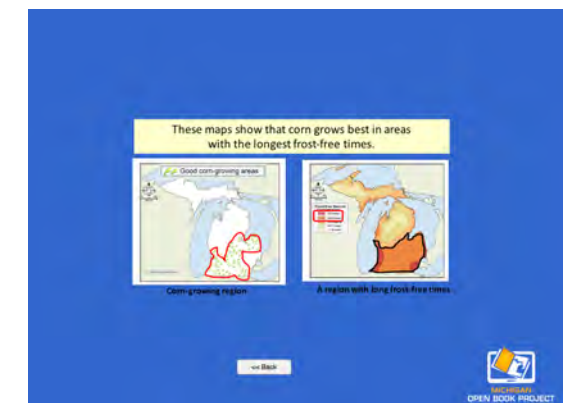 These maps show that corn grows best in areas
with the longest frost-free times.
Good corn-growing areas
Corn-growing region
A region with long frost-free times
<< Back
MICHIGAN
OPEN BOOK PROJECT